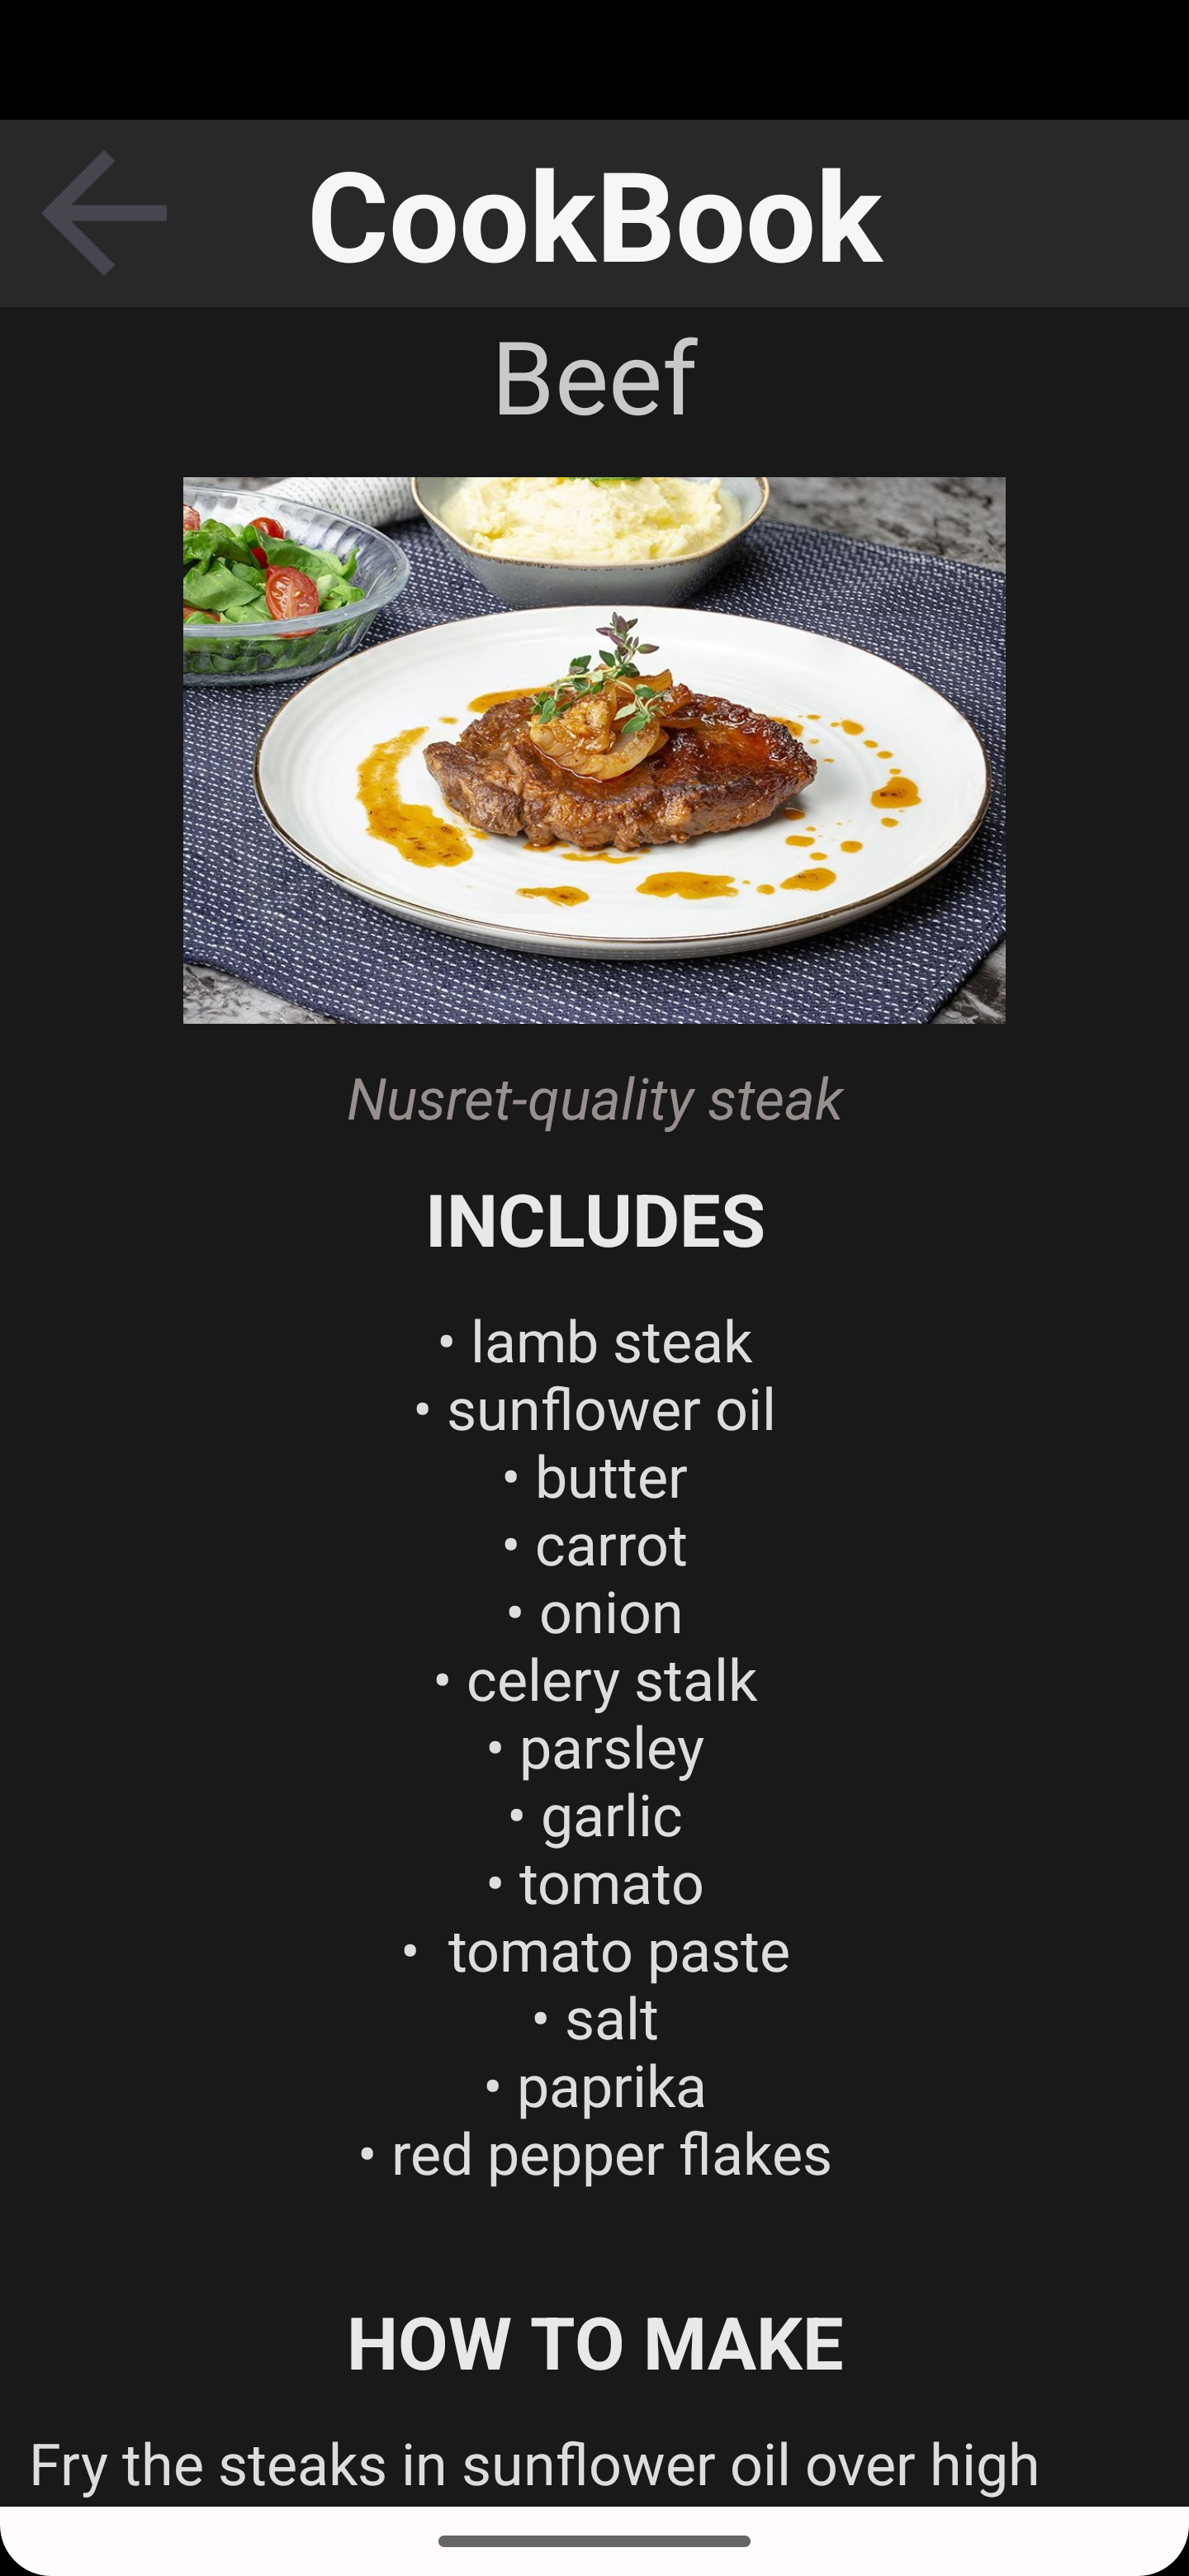 CookBook
Beef
Nusret-quality steak
INCLUDES
• lamb steak
• sunflower oil
• butter
• carrot
• onion
• celery stalk
• parsley
• garlic
• tomato
•  tomato paste
• salt
• paprika
• red pepper flakes
HOW TO MAKE
Fry the steaks in sunflower oil over high